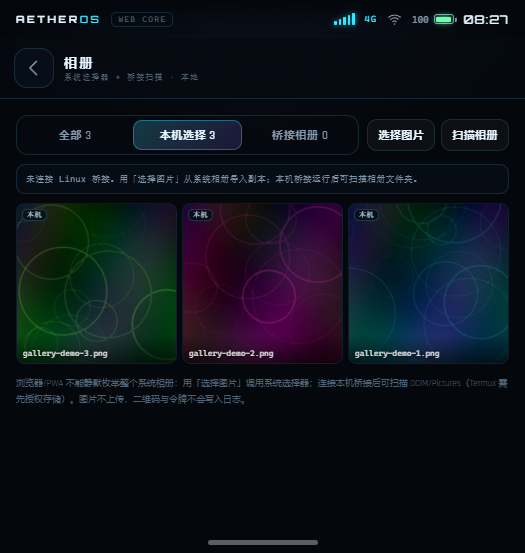 AETHEROS WEB CORE 4G 100 08:27
相册
系统选择器 + 桥接扫描 · 本地
全部 3 本机选择 3 桥接相册 0 选择图片 扫描相册
未连接 Linux 桥接。用「选择图片」从系统相册导入副本；本机桥接运行后可扫描相册文件夹。
本机 本机 本机
gallery-demo-3.png gallery-demo-2.png gallery-demo-1.png
浏览器/PWA 不能静默枚举整个系统相册：用「选择图片」调用系统选择器；连接本机桥接后可扫描 DCIM/Pictures（Termux 需
先授权存储）。图片不上传，二维码与令牌不会写入日志。